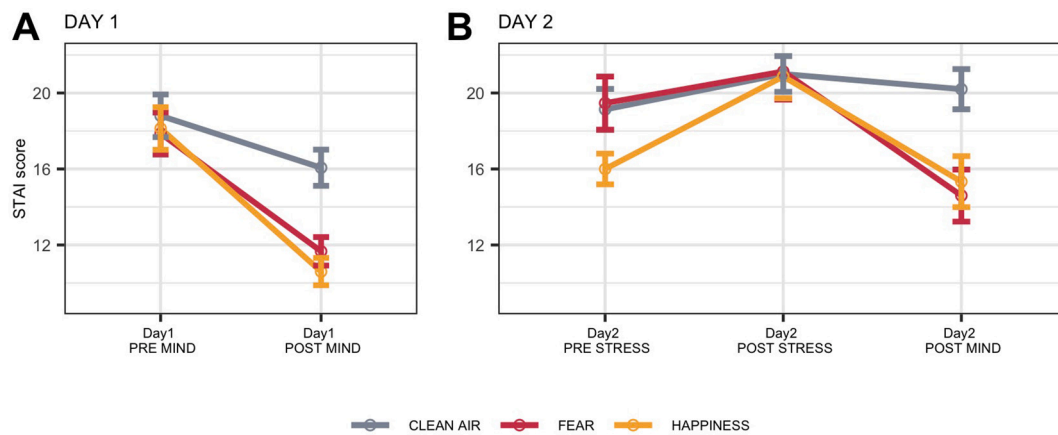 A DAY 1
B DAY 2
STAI score
20
16
12
20
16
12
Day1
PRE MIND
Day1
POST MIND
Day2
PRE STRESS
Day2
POST STRESS
Day2
POST MIND
CLEAN AIR FEAR HAPPINESS